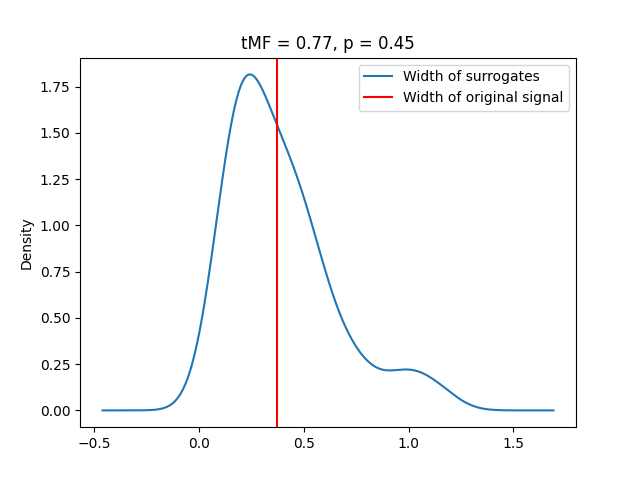 tMF = 0.77, p = 0.45
Width of surrogates
Width of original signal
Density
1.75
1.50
1.25
1.00
0.75
0.50
0.25
0.00
−0.5 0.0 0.5 1.0 1.5